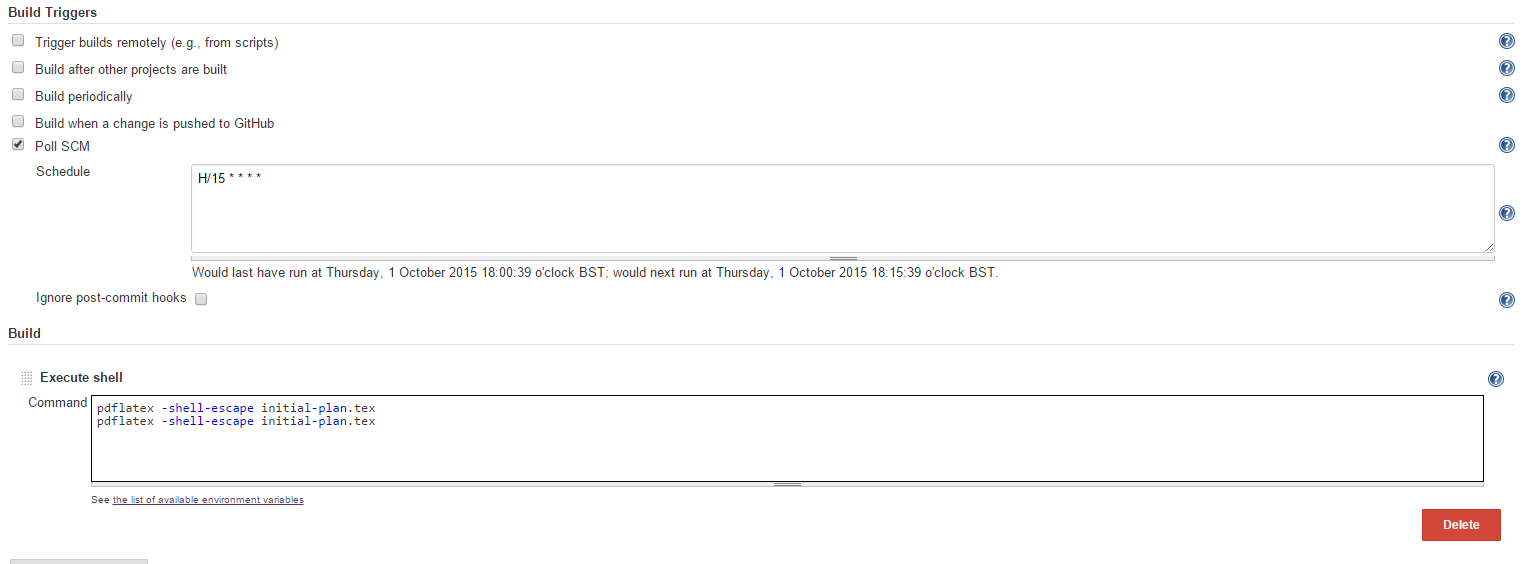 Build Triggers
Trigger builds remotely (e.g., from scripts)
Build after other projects are built
Build periodically
Build when a change is pushed to GitHub
Poll SCM
Schedule
H/15 * * * *
Would last have run at Thursday, 1 October 2015 18:00:39 o'clock BST; would next run at Thursday, 1 October 2015 18:15:39 o'clock BST.
Ignore post-commit hooks
Build
Execute shell
Command
pdflatex -shell-escape initial-plan.tex
pdflatex -shell-escape initial-plan.tex
See the list of available environment variables
Delete